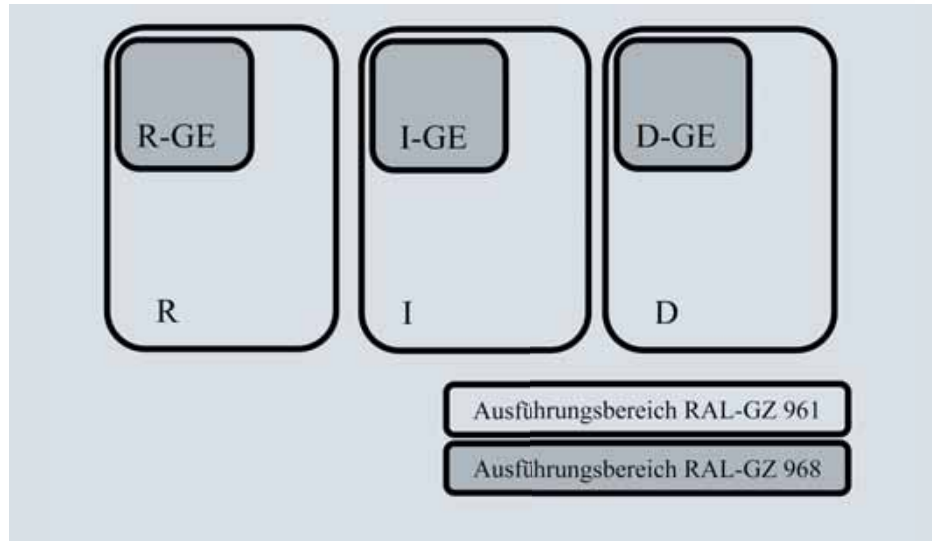 R-GE
I-GE
D-GE
R
I
D
Ausführungsbereich RAL-GZ 961
Ausführungsbereich RAL-GZ 968